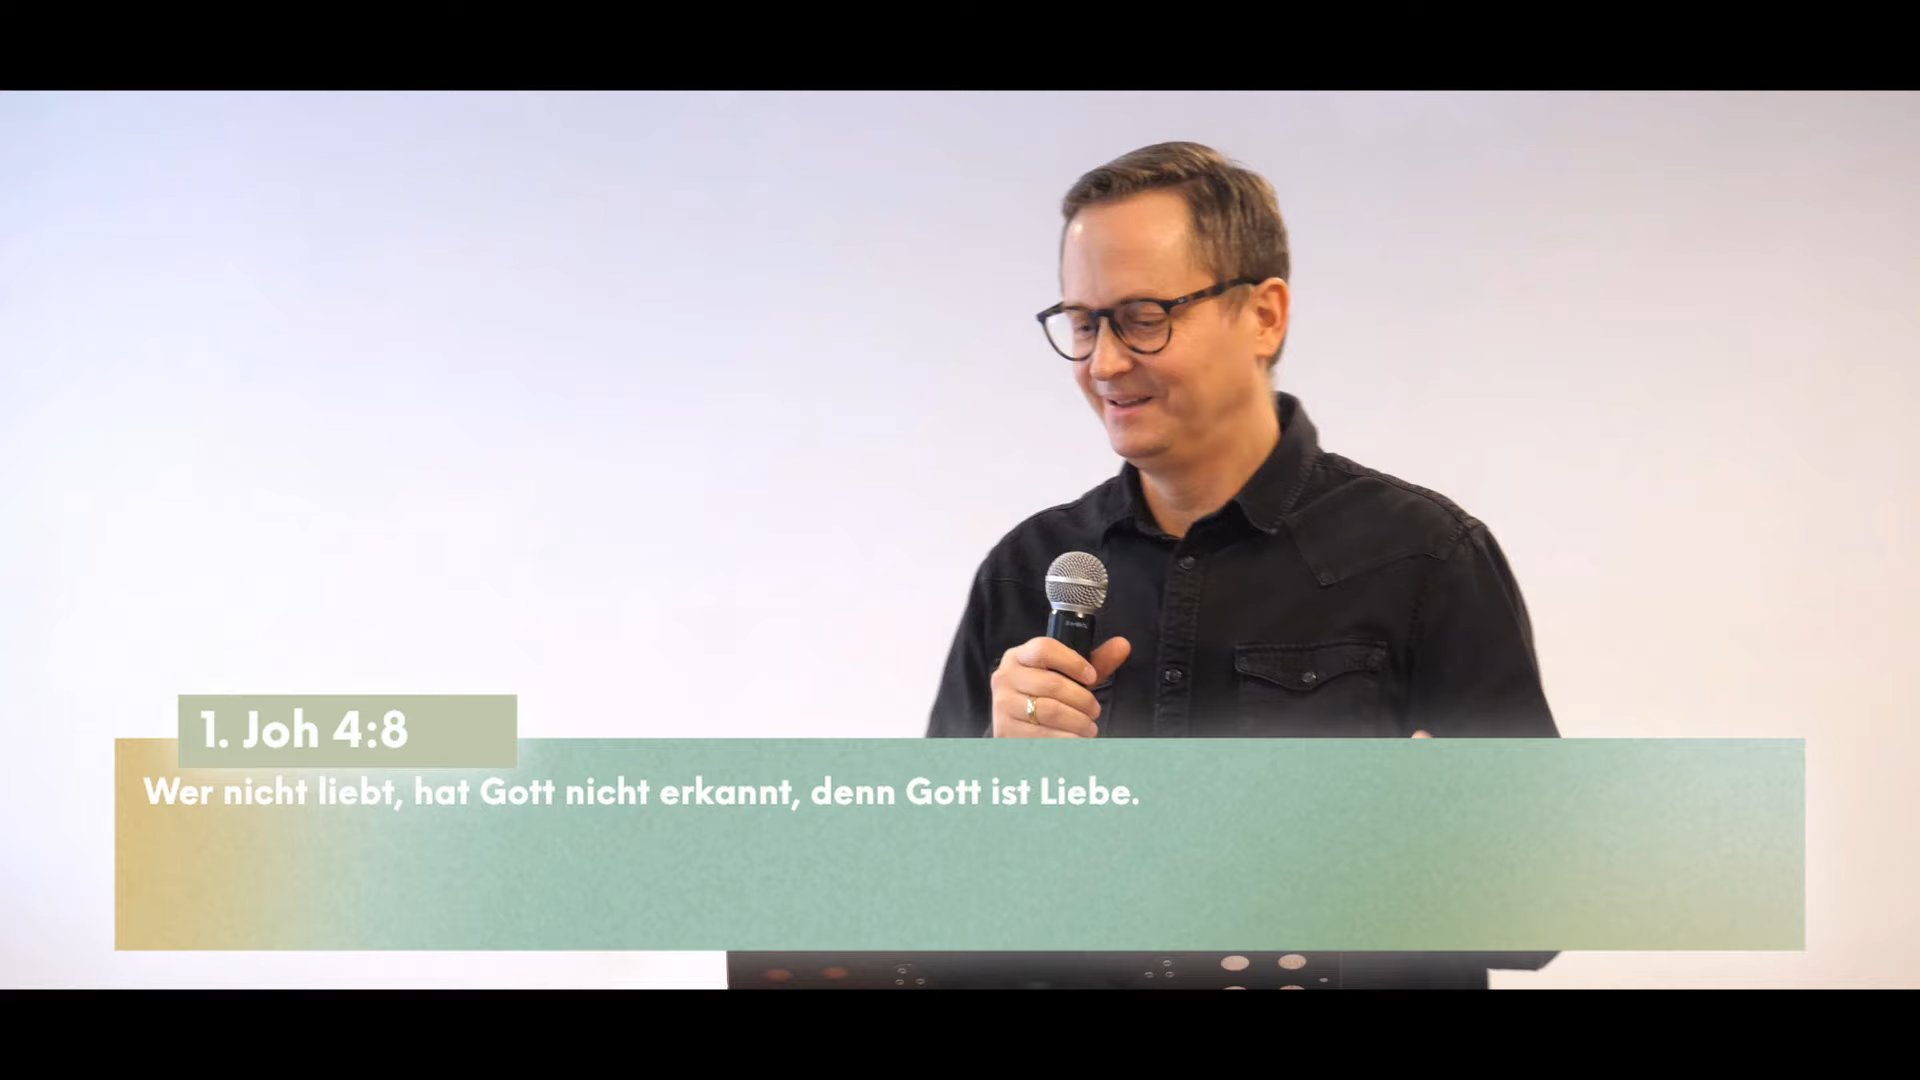 1. Joh 4:8
Wer nicht liebt, hat Gott nicht erkannt, denn Gott ist Liebe.